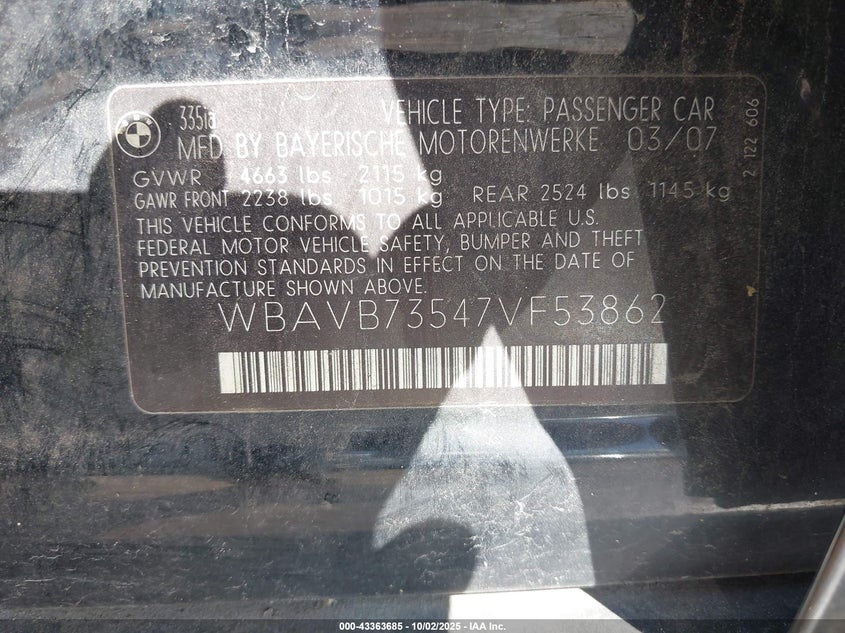 335i
VEHICLE TYPE: PASSENGER CAR
MFD BY BAYERISCHE MOTORENWERKE 03/07
GVWR 4663 lbs 2115 kg
GAWR FRONT 2238 lbs 1015 kg REAR 2524 lbs 1145 kg
THIS VEHICLE CONFORMS TO ALL APPLICABLE U.S.
FEDERAL MOTOR VEHICLE SAFETY, BUMPER AND THEFT
PREVENTION STANDARDS IN EFFECT ON THE DATE OF
MANUFACTURE SHOWN ABOVE.
WBAVB73547VF53862
2 122 606
000-43363685 - 10/02/2025 - IAA Inc.